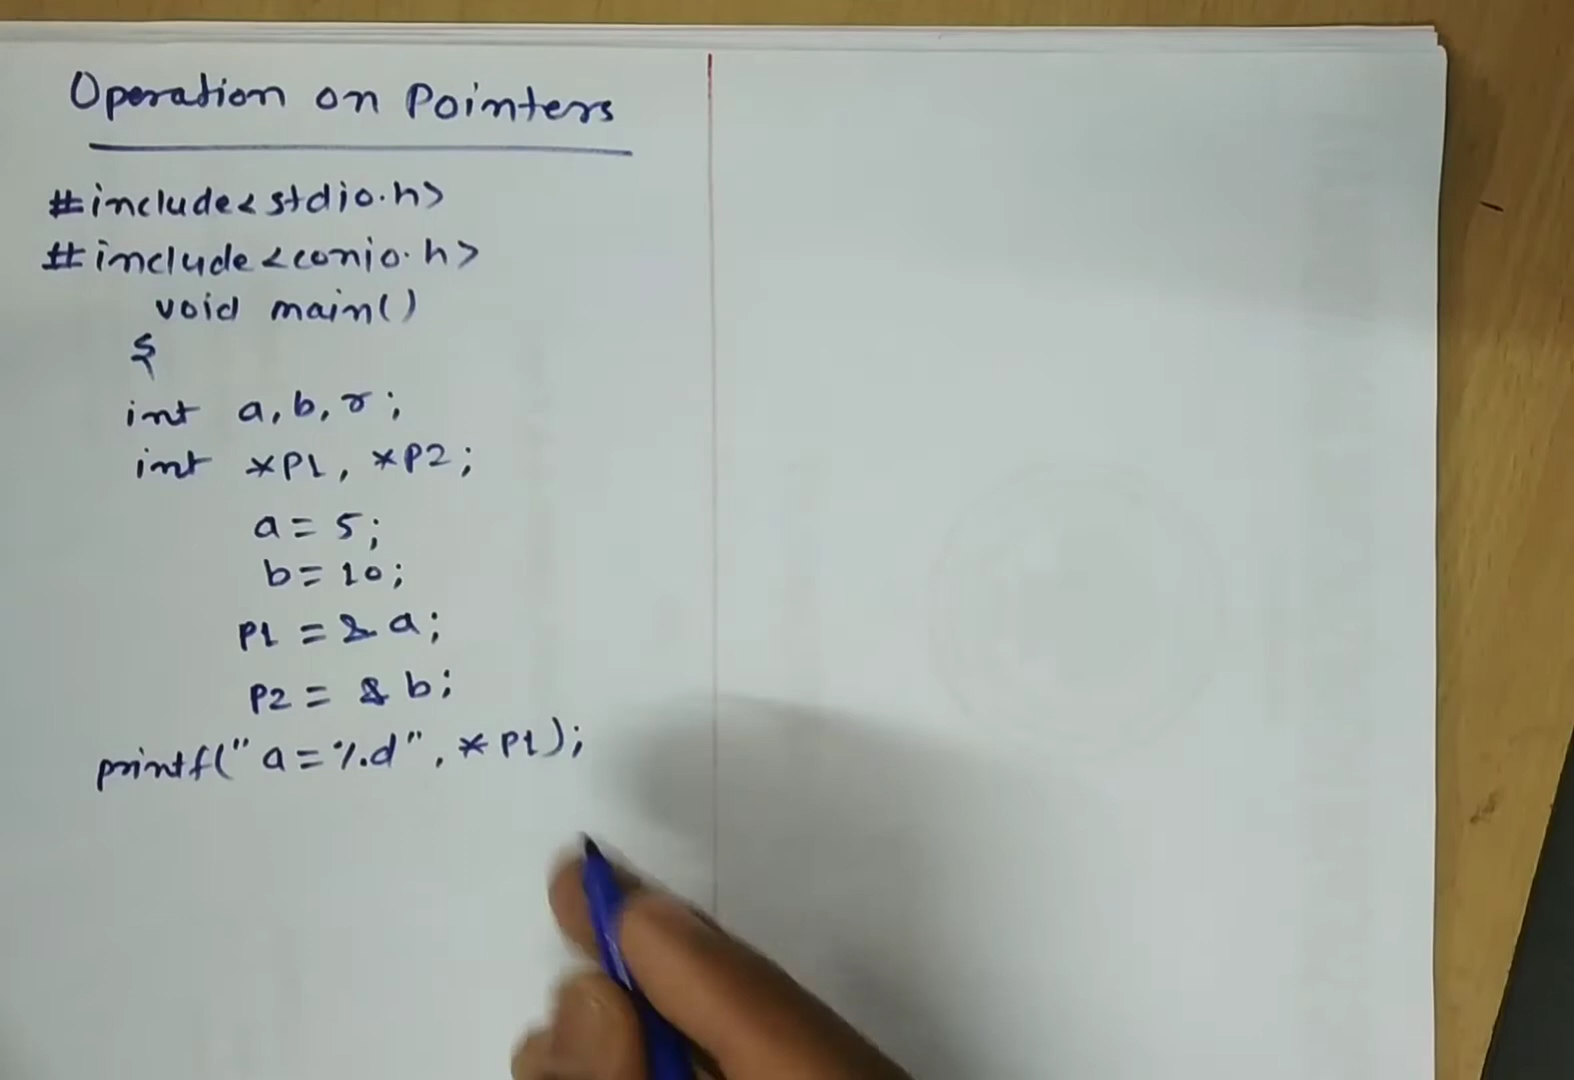 Operation on Pointers
#include<stdio.h>
#include<conio.h>
void main()
{
int a, b, r;
int *P1, *P2;
a = 5;
b = 10;
P1 = & a;
P2 = & b;
printf("a=%d", *P1);